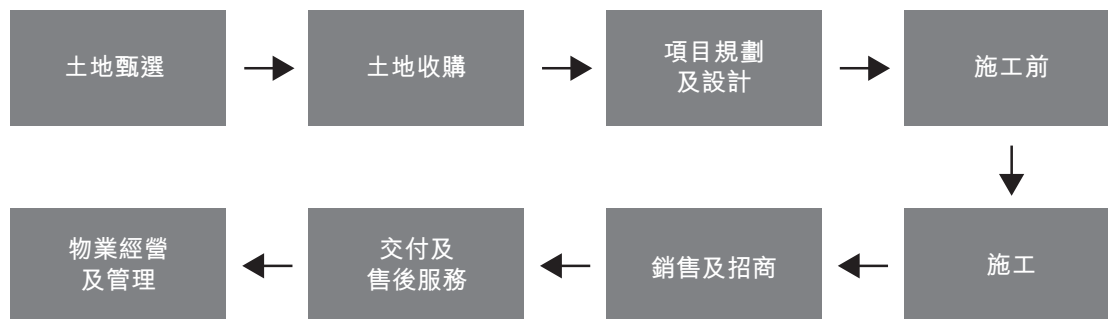 土地甄選
土地收購
項目規劃
及設計
施工前
施工
銷售及招商
交付及
售後服務
物業經營
及管理